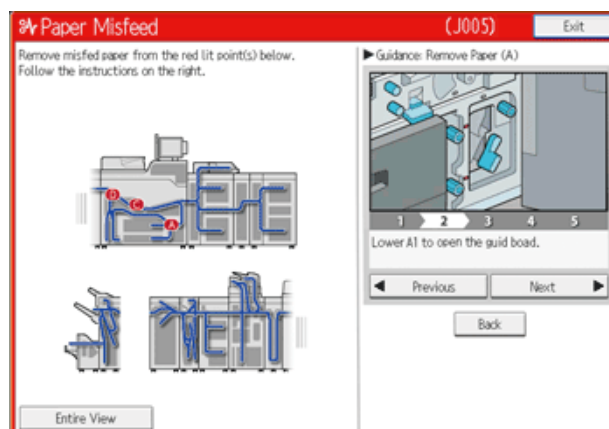 Paper Misfeed
(J005)
Exit
Remove misfed paper from the red lit point(s) below.
Follow the instructions on the right.
D
C
A
Entire View
▶Guidance: Remove Paper (A)
1 2 3 4 5
Lower A1 to open the guid boad.
◀ Previous
Next ▶
Back